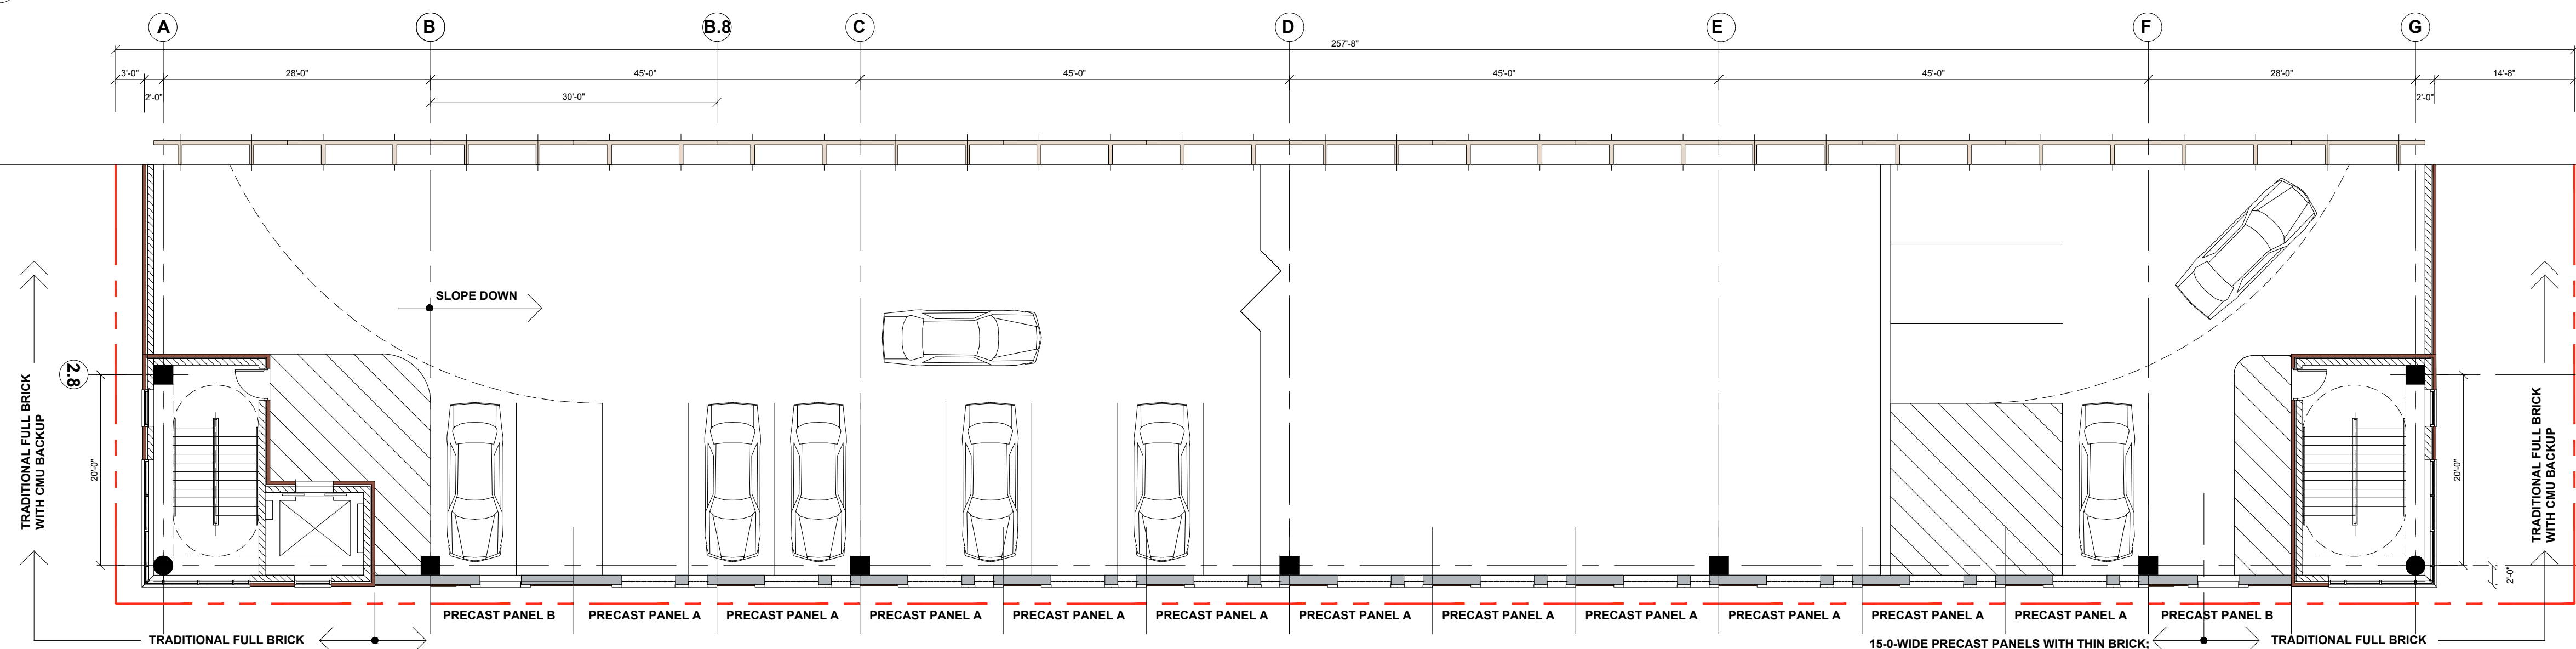 A B B.8 C D E F G
257'-8"
3'-0" 28'-0" 45'-0" 45'-0" 45'-0" 45'-0" 28'-0" 14'-8"
2'-0" 30'-0" 2'-0"
SLOPE DOWN
2.8
TRADITIONAL FULL BRICK
WITH CMU BACKUP
20'-0"
20'-0"
TRADITIONAL FULL BRICK
WITH CMU BACKUP
2'-0"
PRECAST PANEL B PRECAST PANEL A PRECAST PANEL A PRECAST PANEL A PRECAST PANEL A PRECAST PANEL A PRECAST PANEL A PRECAST PANEL A PRECAST PANEL A PRECAST PANEL A PRECAST PANEL A PRECAST PANEL A PRECAST PANEL B
TRADITIONAL FULL BRICK
15-0-WIDE PRECAST PANELS WITH THIN BRICK;
TRADITIONAL FULL BRICK